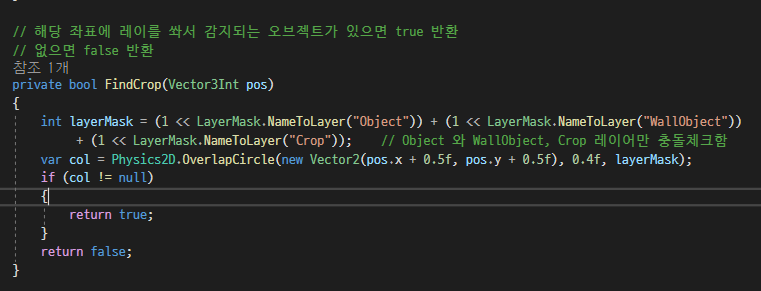 // 해당 좌표에 레이를 쏴서 감지되는 오브젝트가 있으면 true 반환
// 없으면 false 반환
참조 1개
private bool FindCrop(Vector3Int pos)
{
int layerMask = (1 << LayerMask.NameToLayer("Object")) + (1 << LayerMask.NameToLayer("WallObject"))
+ (1 << LayerMask.NameToLayer("Crop")); // Object 와 WallObject, Crop 레이어만 충돌체크함
var col = Physics2D.OverlapCircle(new Vector2(pos.x + 0.5f, pos.y + 0.5f), 0.4f, layerMask);
if (col != null)
{
return true;
}
return false;
}